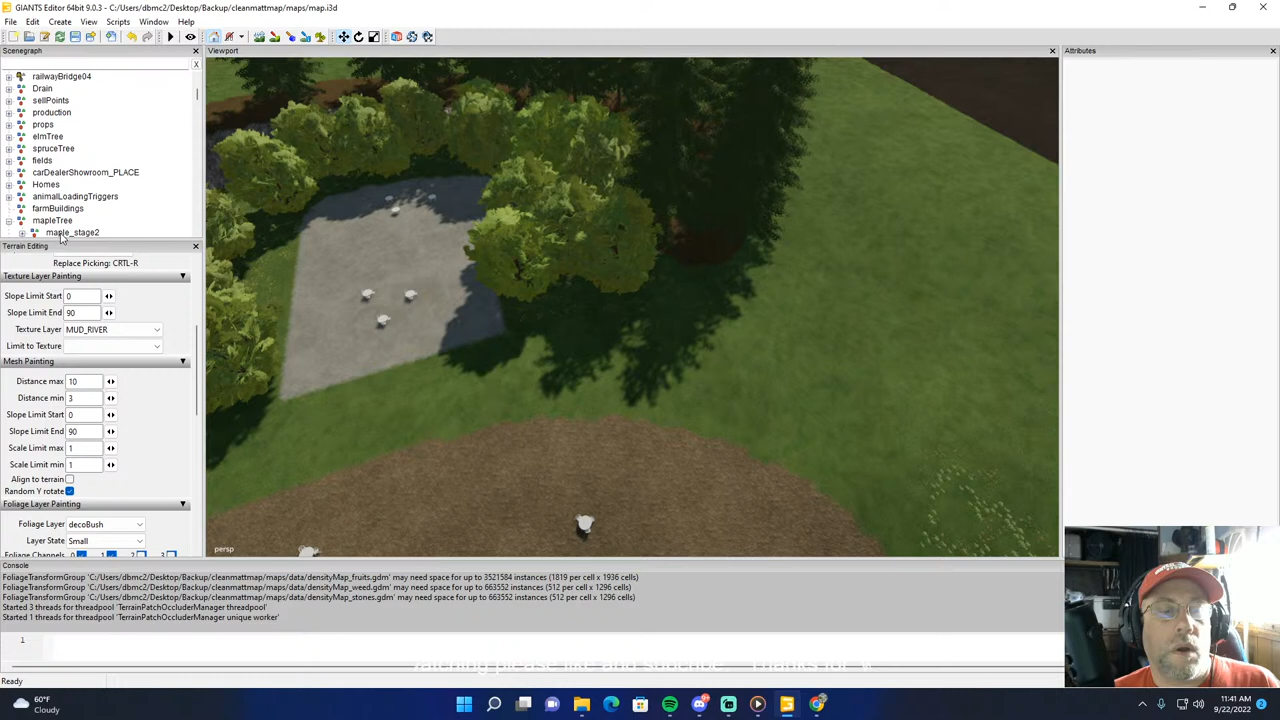 GIANTS Editor 64bit 9.0.3 - C:/Users/dbmc2/Desktop/Backup/cleanmattmap/maps/map.i3d
File Edit Create View Scripts Window Help
Scenegraph
X
railwayBridge04
Drain
sellPoints
production
props
elmTree
spruceTree
fields
carDealerShowroom_PLACE
Homes
animalLoadingTriggers
farmBuildings
mapleTree
maple_stage2
Terrain Editing
Replace Picking: CRTL-R
Texture Layer Painting
Slope Limit Start 0
Slope Limit End 90
Texture Layer MUD_RIVER
Limit to Texture
Mesh Painting
Distance max 10
Distance min 3
Slope Limit Start 0
Slope Limit End 90
Scale Limit max 1
Scale Limit min 1
Align to terrain
Random Y rotate
Foliage Layer Painting
Foliage Layer decoBush
Layer State Small
Foliage Channels 0 1 2 3
Viewport
persp
Attributes
Console
FoliageTransformGroup 'C:/Users/dbmc2/Desktop/Backup/cleanmattmap/maps/data/densityMap_fruits.gdm' may need space for up to 3521584 instances (1819 per cell x 1936 cells)
FoliageTransformGroup 'C:/Users/dbmc2/Desktop/Backup/cleanmattmap/maps/data/densityMap_weed.gdm' may need space for up to 663552 instances (512 per cell x 1296 cells)
FoliageTransformGroup 'C:/Users/dbmc2/Desktop/Backup/cleanmattmap/maps/data/densityMap_stones.gdm' may need space for up to 663552 instances (512 per cell x 1296 cells)
Started 3 threads for threadpool 'TerrainPatchOccluderManager threadpool'
Started 1 threads for threadpool 'TerrainPatchOccluderManager unique worker'
1
please like and
Ready
60°F
Cloudy
11:41 AM
9/22/2022
2